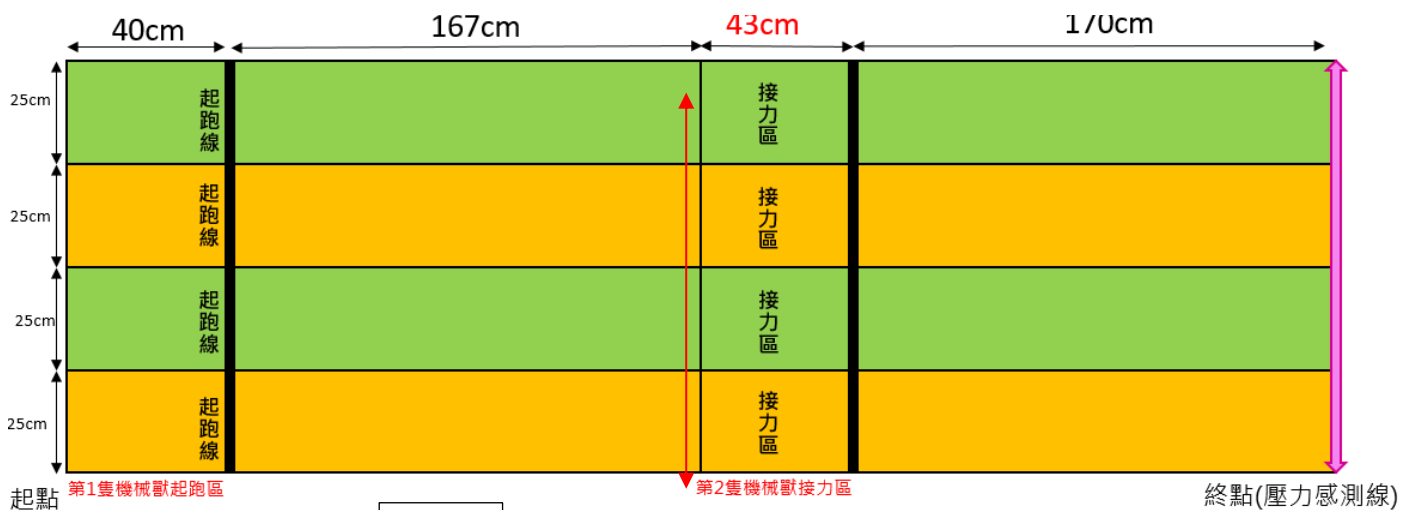 40cm
167cm
43cm
170cm
25cm
起跑線
接力區
25cm
起跑線
接力區
25cm
起跑線
接力區
25cm
起跑線
接力區
起點
第1隻機械獸起跑區
第2隻機械獸接力區
終點(壓力感測線)